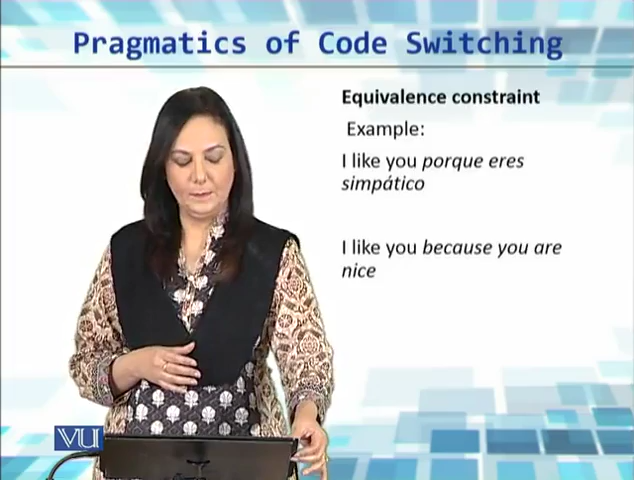 Pragmatics of Code Switching
Equivalence constraint
Example:
I like you porque eres
simpático
I like you because you are
nice
VU